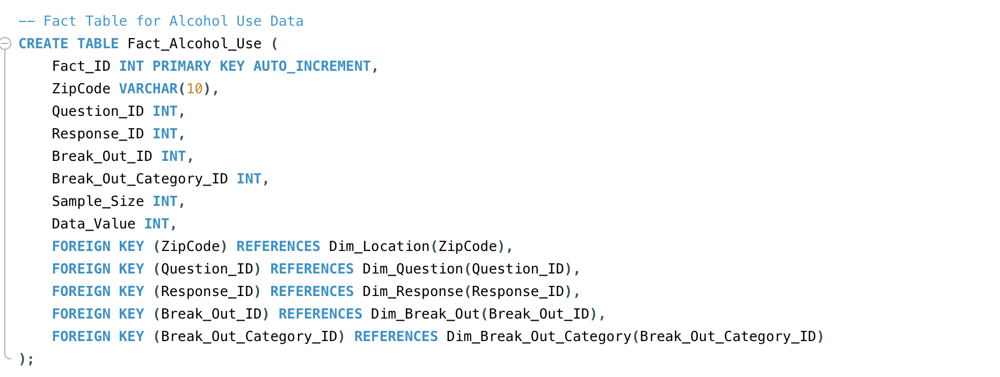 -- Fact Table for Alcohol Use Data
CREATE TABLE Fact_Alcohol_Use (
    Fact_ID INT PRIMARY KEY AUTO_INCREMENT,
    ZipCode VARCHAR(10),
    Question_ID INT,
    Response_ID INT,
    Break_Out_ID INT,
    Break_Out_Category_ID INT,
    Sample_Size INT,
    Data_Value INT,
    FOREIGN KEY (ZipCode) REFERENCES Dim_Location(ZipCode),
    FOREIGN KEY (Question_ID) REFERENCES Dim_Question(Question_ID),
    FOREIGN KEY (Response_ID) REFERENCES Dim_Response(Response_ID),
    FOREIGN KEY (Break_Out_ID) REFERENCES Dim_Break_Out(Break_Out_ID),
    FOREIGN KEY (Break_Out_Category_ID) REFERENCES Dim_Break_Out_Category(Break_Out_Category_ID)
);